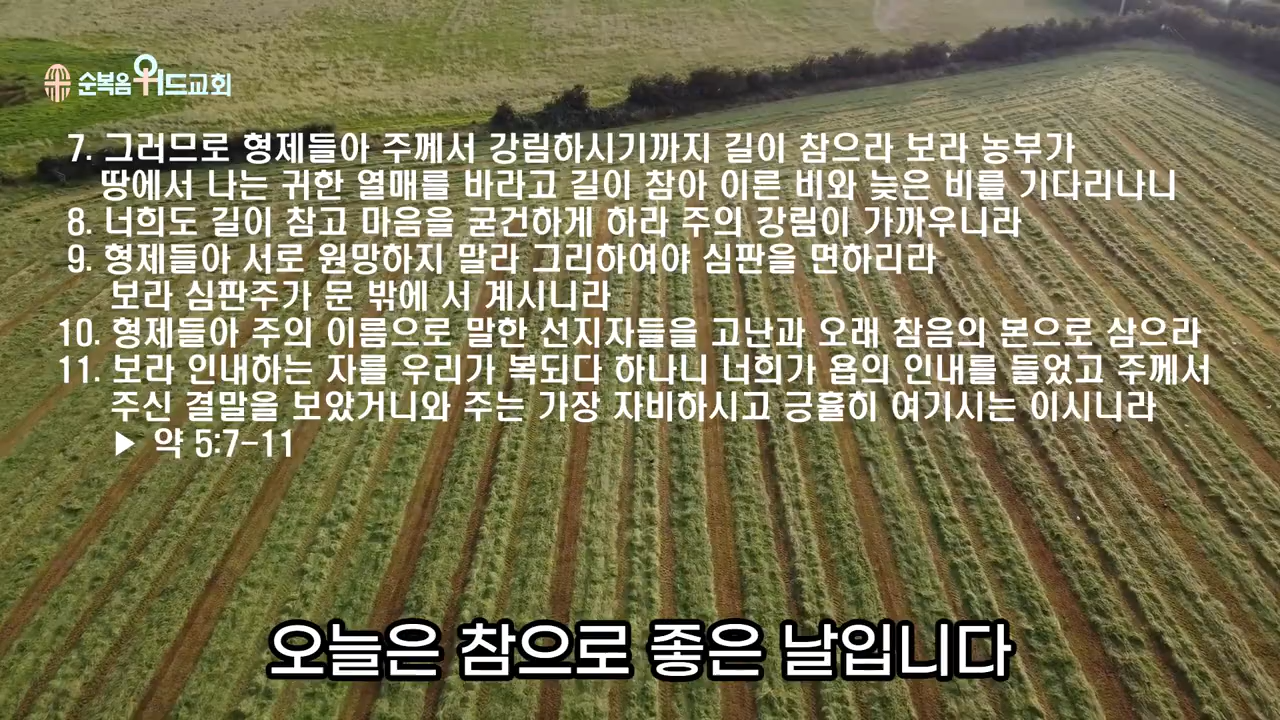 순복음워드교회
7. 그러므로 형제들아 주께서 강림하시기까지 길이 참으라 보라 농부가
땅에서 나는 귀한 열매를 바라고 길이 참아 이른 비와 늦은 비를 기다리나니
8. 너희도 길이 참고 마음을 굳건하게 하라 주의 강림이 가까우니라
9. 형제들아 서로 원망하지 말라 그리하여야 심판을 면하리라
보라 심판주가 문 밖에 서 계시니라
10. 형제들아 주의 이름으로 말한 선지자들을 고난과 오래 참음의 본으로 삼으라
11. 보라 인내하는 자를 우리가 복되다 하나니 너희가 욥의 인내를 들었고 주께서
주신 결말을 보았거니와 주는 가장 자비하시고 긍휼히 여기시는 이시니라
▶ 약 5:7-11
오늘은 참으로 좋은 날입니다